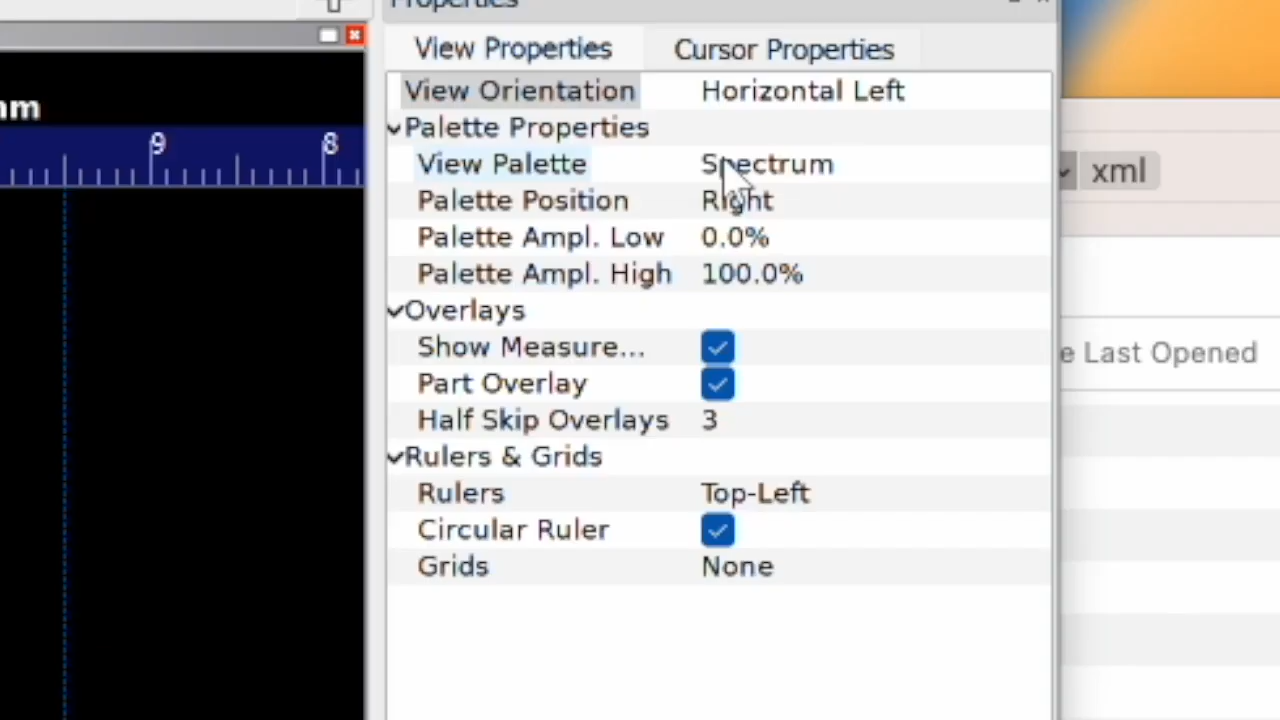 Properties
View Properties Cursor Properties
View Orientation Horizontal Left
Palette Properties
View Palette Spectrum
Palette Position Right
Palette Ampl. Low 0.0%
Palette Ampl. High 100.0%
Overlays
Show Measure...
Part Overlay
Half Skip Overlays 3
Rulers & Grids
Rulers Top-Left
Circular Ruler
Grids None
mm
9 8
xml
e Last Opened